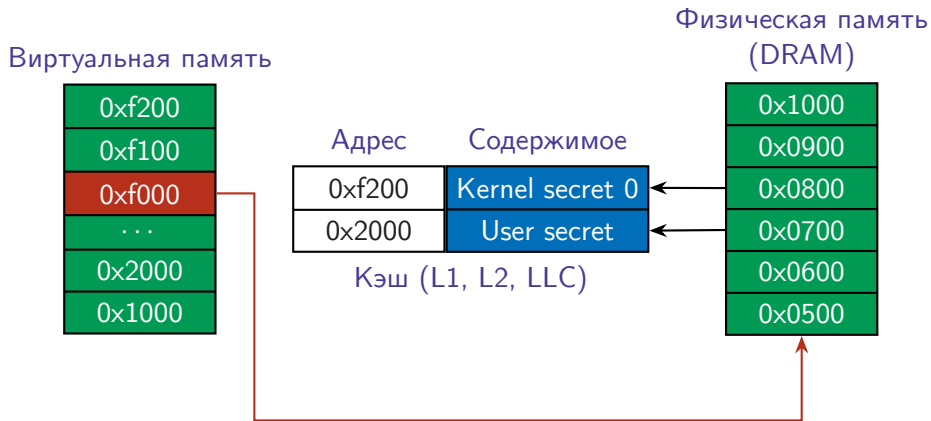 Виртуальная память
0xf200
0xf100
0xf000
...
0x2000
0x1000
Адрес Содержимое
0xf200 Kernel secret 0
0x2000 User secret
Кэш (L1, L2, LLC)
Физическая память
(DRAM)
0x1000
0x0900
0x0800
0x0700
0x0600
0x0500